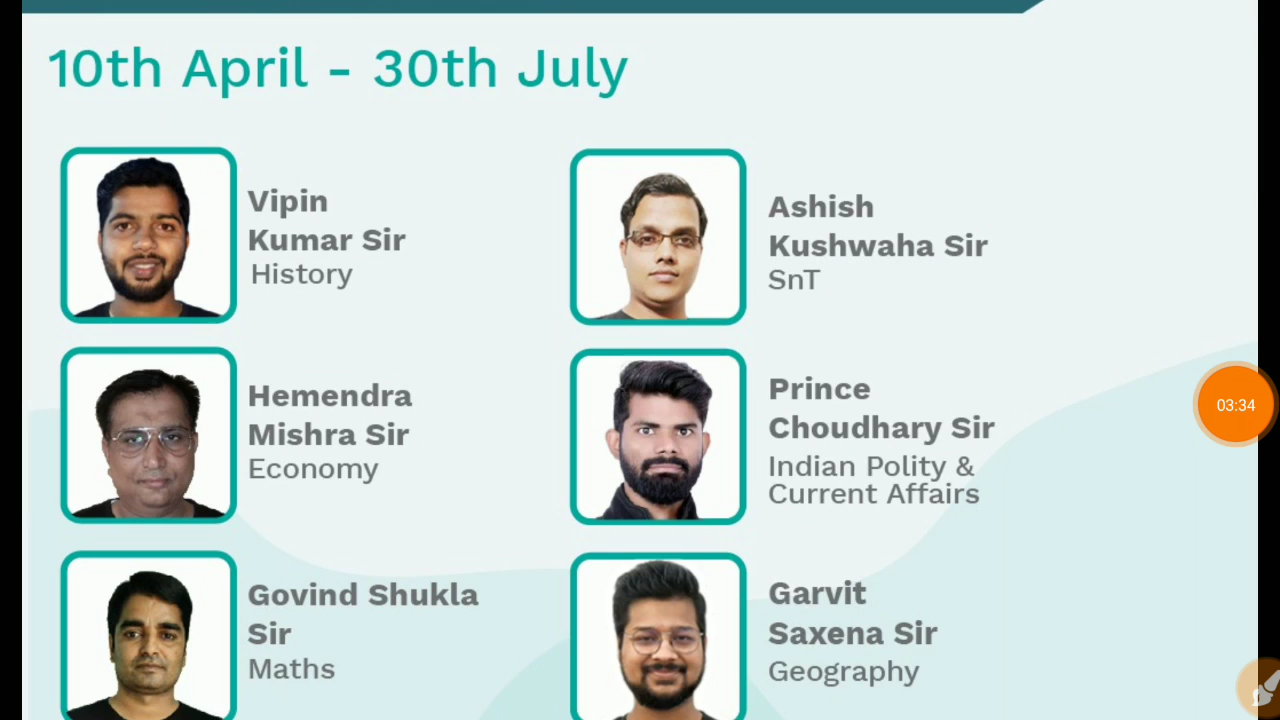 10th April - 30th July
Vipin
Kumar Sir
History
Ashish
Kushwaha Sir
SnT
Hemendra
Mishra Sir
Economy
Prince
Choudhary Sir
Indian Polity &
Current Affairs
03:34
Govind Shukla
Sir
Maths
Garvit
Saxena Sir
Geography